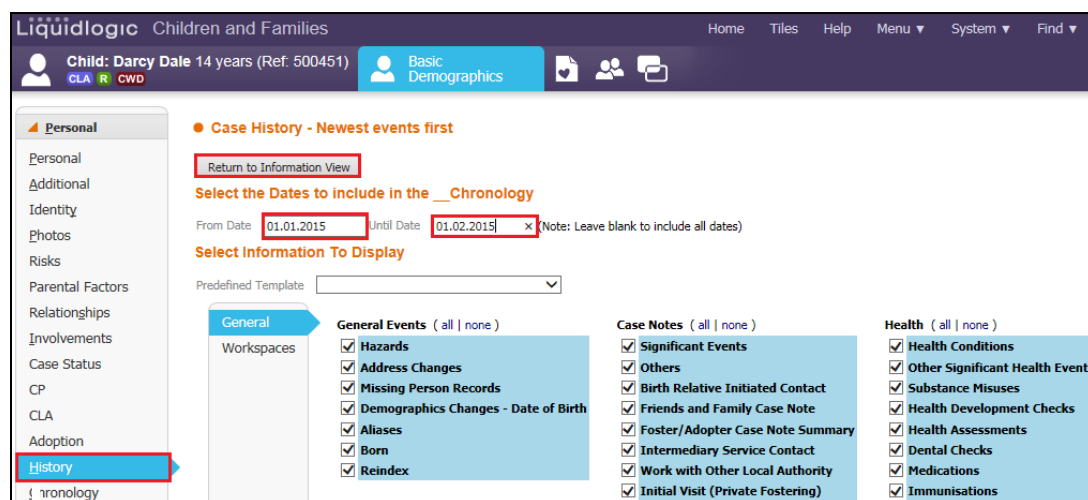 Liquidlogic Children and Families
Home Tiles Help Menu ▼ System ▼ Find ▼
Child: Darcy Dale 14 years (Ref: 500451)
CLA R CWD
Basic
Demographics
Personal
Personal
Additional
Identity
Photos
Risks
Parental Factors
Relationships
Involvements
Case Status
CP
CLA
Adoption
History
Chronology
Case History - Newest events first
Return to Information View
Select the Dates to include in the __Chronology
From Date 01.01.2015 Until Date 01.02.2015 × (Note: Leave blank to include all dates)
Select Information To Display
Predefined Template
General
Workspaces
General Events ( all | none )
Hazards
Address Changes
Missing Person Records
Demographics Changes - Date of Birth
Aliases
Born
Reindex
Case Notes ( all | none )
Significant Events
Others
Birth Relative Initiated Contact
Friends and Family Case Note
Foster/Adopter Case Note Summary
Intermediary Service Contact
Work with Other Local Authority
Initial Visit (Private Fostering)
Health ( all | none )
Health Conditions
Other Significant Health Event
Substance Misuses
Health Development Checks
Health Assessments
Dental Checks
Medications
Immunisations